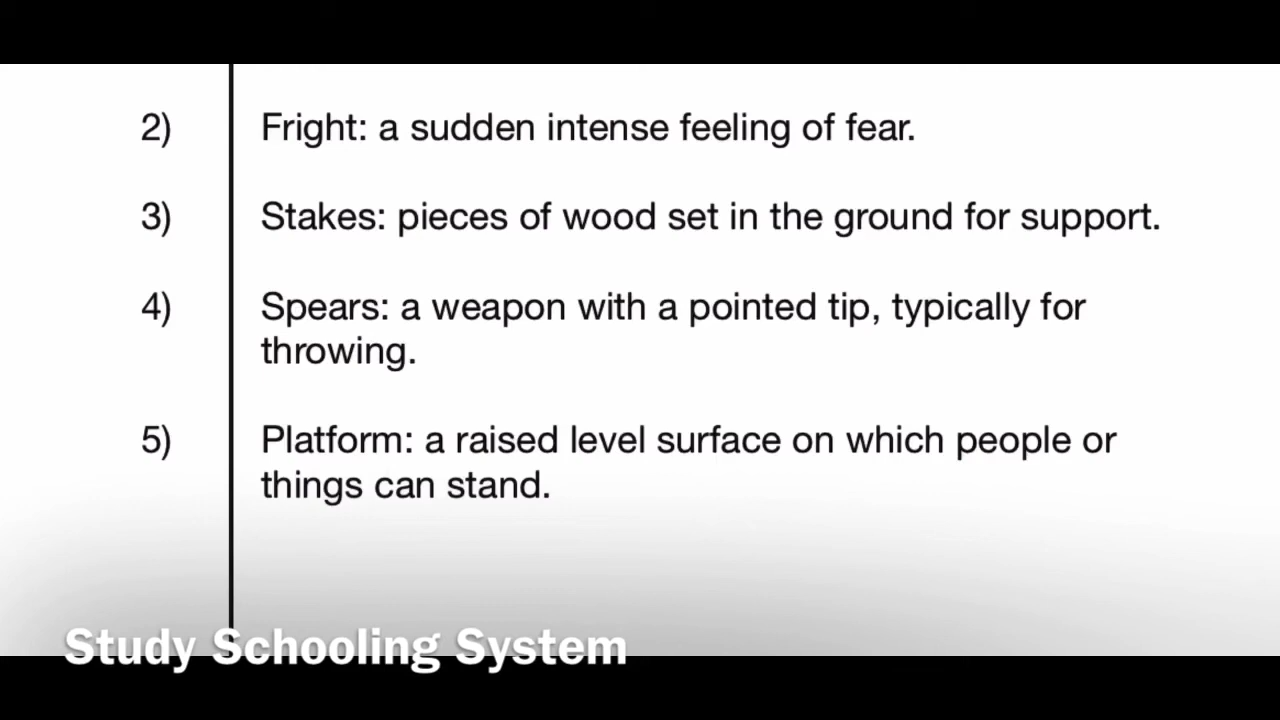 2) Fright: a sudden intense feeling of fear.
3) Stakes: pieces of wood set in the ground for support.
4) Spears: a weapon with a pointed tip, typically for
throwing.
5) Platform: a raised level surface on which people or
things can stand.
Study Schooling System